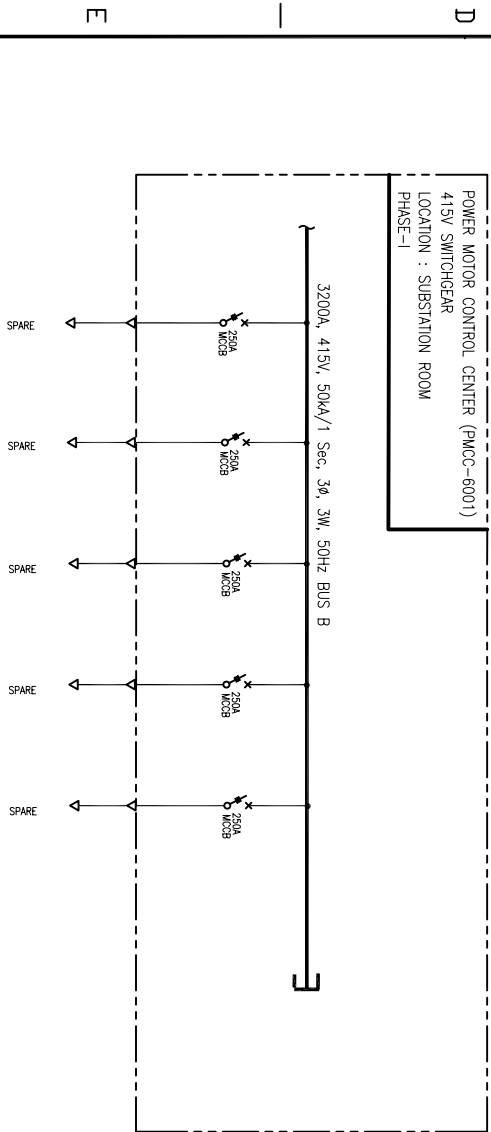 D
E
POWER MOTOR CONTROL CENTER (PMCC-6001)
415V SWITCHGEAR
LOCATION : SUBSTATION ROOM
PHASE-I
3200A, 415V, 50kA/1 Sec, 3Ø, 3W, 50Hz BUS B
250A
MCCB
SPARE
250A
MCCB
SPARE
250A
MCCB
SPARE
250A
MCCB
SPARE
250A
MCCB
SPARE